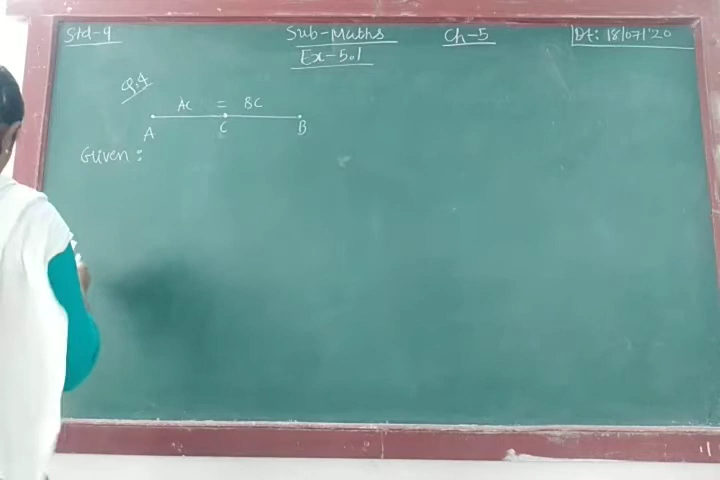 Std-9 Sub-Maths Ch-5 Dt: 18/07/'20
Ex-5.1
Q.4
AC = BC
A C B
Given :